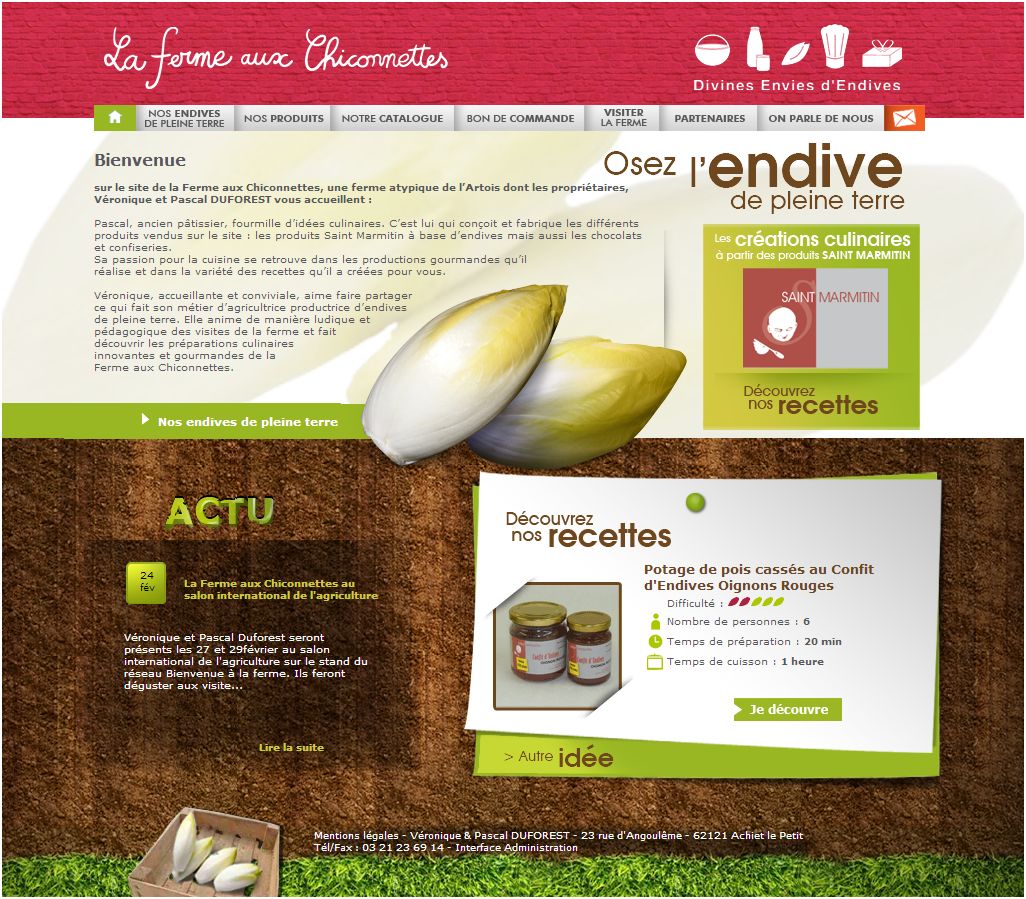 La ferme aux Chiconnettes
Divines Envies d'Endives
NOS ENDIVES
DE PLEINE TERRE
NOS PRODUITS
NOTRE CATALOGUE
BON DE COMMANDE
VISITER
LA FERME
PARTENAIRES
ON PARLE DE NOUS
Bienvenue
sur le site de la Ferme aux Chiconnettes, une ferme atypique de l’Artois dont les propriétaires,
Véronique et Pascal DUFOREST vous accueillent :
Pascal, ancien pâtissier, fourmille d’idées culinaires. C’est lui qui conçoit et fabrique les différents
produits vendus sur le site : les produits Saint Marmitin à base d’endives mais aussi les chocolats
et confiseries.
Sa passion pour la cuisine se retrouve dans les productions gourmandes qu’il
réalise et dans la variété des recettes qu’il a créées pour vous.
Véronique, accueillante et conviviale, aime faire partager
ce qui fait son métier d’agricultrice productrice d’endives
de pleine terre. Elle anime de manière ludique et
pédagogique des visites de la ferme et fait
découvrir les préparations culinaires
innovantes et gourmandes de la
Ferme aux Chiconnettes.
Nos endives de pleine terre
Osez l’endive
de pleine terre
Les créations culinaires
à partir des produits SAINT MARMITIN
SAINT MARMITIN
Découvrez
nos recettes
ACTU
24
fév
La Ferme aux Chiconnettes au
salon international de l'agriculture
Véronique et Pascal Duforest seront
présents les 27 et 29février au salon
international de l'agriculture sur le stand du
réseau Bienvenue à la ferme. Ils feront
déguster aux visite...
Lire la suite
Découvrez
nos recettes
Potage de pois cassés au Confit
d'Endives Oignons Rouges
Difficulté :
Nombre de personnes : 6
Temps de préparation : 20 min
Temps de cuisson : 1 heure
Confit d'Endives
OIGNON ROUGE
Je découvre
> Autre idée
Mentions légales - Véronique & Pascal DUFOREST - 23 rue d'Angoulême - 62121 Achiet le Petit
Tél/Fax : 03 21 23 69 14 - Interface Administration